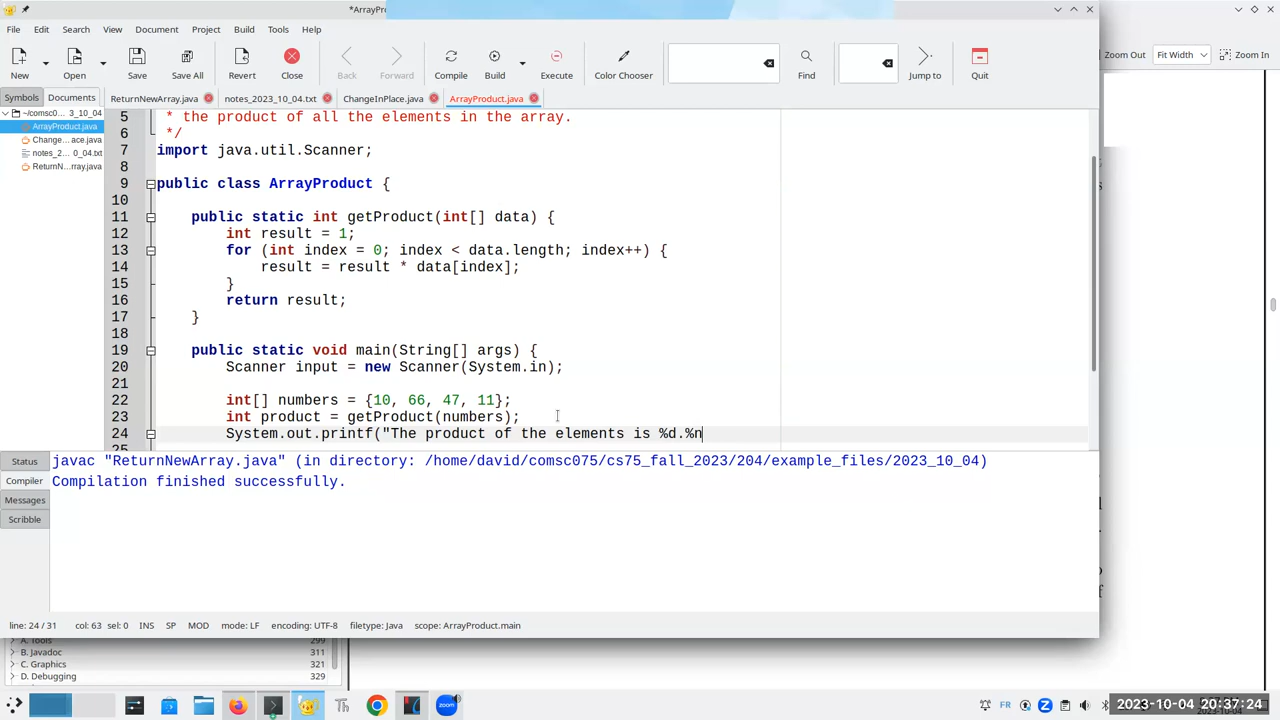 *ArrayPro
File Edit Search View Document Project Build Tools Help
New Open Save Save All Revert Close Back Forward Compile Build Execute Color Chooser Find Jump to Quit
Zoom Out Fit Width Zoom In
Symbols Documents ReturnNewArray.java notes_2023_10_04.txt ChangeInPlace.java ArrayProduct.java
~/comsc0… 3_10_04
ArrayProduct.java
Change…ace.java
notes_2…0_04.txt
ReturnN…rray.java
5 * the product of all the elements in the array.
6 */
7 import java.util.Scanner;
8
9 public class ArrayProduct {
10
11 public static int getProduct(int[] data) {
12 int result = 1;
13 for (int index = 0; index < data.length; index++) {
14 result = result * data[index];
15 }
16 return result;
17 }
18
19 public static void main(String[] args) {
20 Scanner input = new Scanner(System.in);
21
22 int[] numbers = {10, 66, 47, 11};
23 int product = getProduct(numbers);
24 System.out.printf("The product of the elements is %d.%n
25
Status
Compiler
Messages
Scribble
javac "ReturnNewArray.java" (in directory: /home/david/comsc075/cs75_fall_2023/204/example_files/2023_10_04)
Compilation finished successfully.
line: 24 / 31 col: 63 sel: 0 INS SP MOD mode: LF encoding: UTF-8 filetype: Java scope: ArrayProduct.main
A. Tools 299
B. Javadoc 311
C. Graphics 321
D. Debugging 329
Th zoom FR Z
2023-10-04 20:37:24